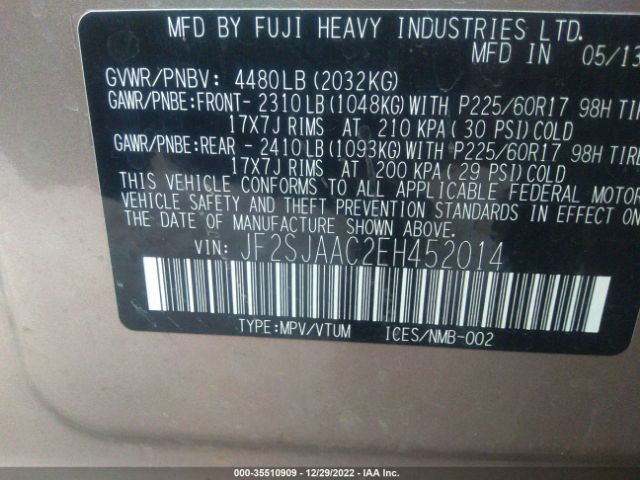 MFD BY FUJI HEAVY INDUSTRIES LTD.
MFD IN 05/13
GVWR/PNBV: 4480LB(2032KG)
GAWR/PNBE:FRONT- 2310LB(1048KG)WITH P225/60R17 98H TIR
17X7J RIMS AT 210 KPA( 30 PSI)COLD
GAWR/PNBE:REAR - 2410LB(1093KG)WITH P225/60R17 98H TIRE
17X7J RIMS AT 200 KPA( 29 PSI)COLD
THIS VEHICLE CONFORMS TO ALL APPLICABLE FEDERAL MOTOR
VEHICLE SAFETY AND THEFT PREVENTION STANDARDS IN EFFECT ON
THE DATE OF MANUFACTURE SHOWN ABOVE.
VIN: JF2SJAAC2EH452014
TYPE:MPV/VTUM ICES/NMB-002
000-35510909 - 12/29/2022 - IAA Inc.